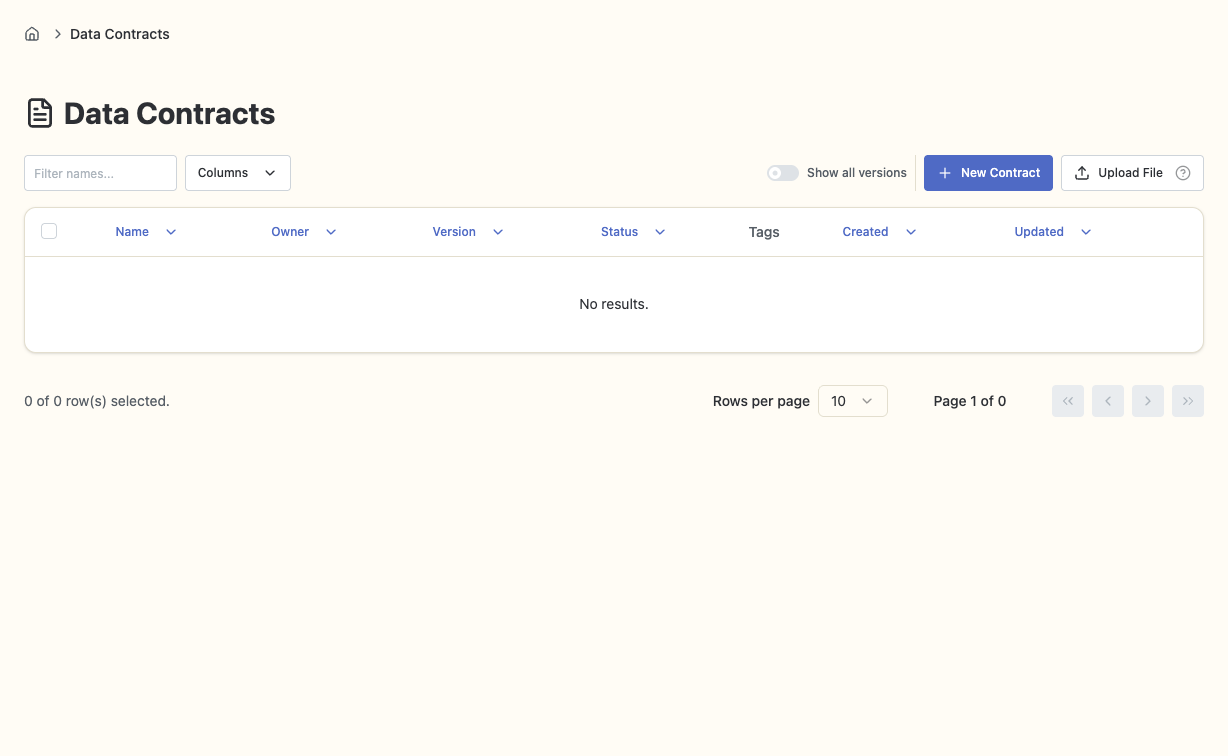 Data Contracts
Data Contracts
Filter names...
Columns
Show all versions
New Contract
Upload File
Name
Owner
Version
Status
Tags
Created
Updated
No results.
0 of 0 row(s) selected.
Rows per page
10
Page 1 of 0